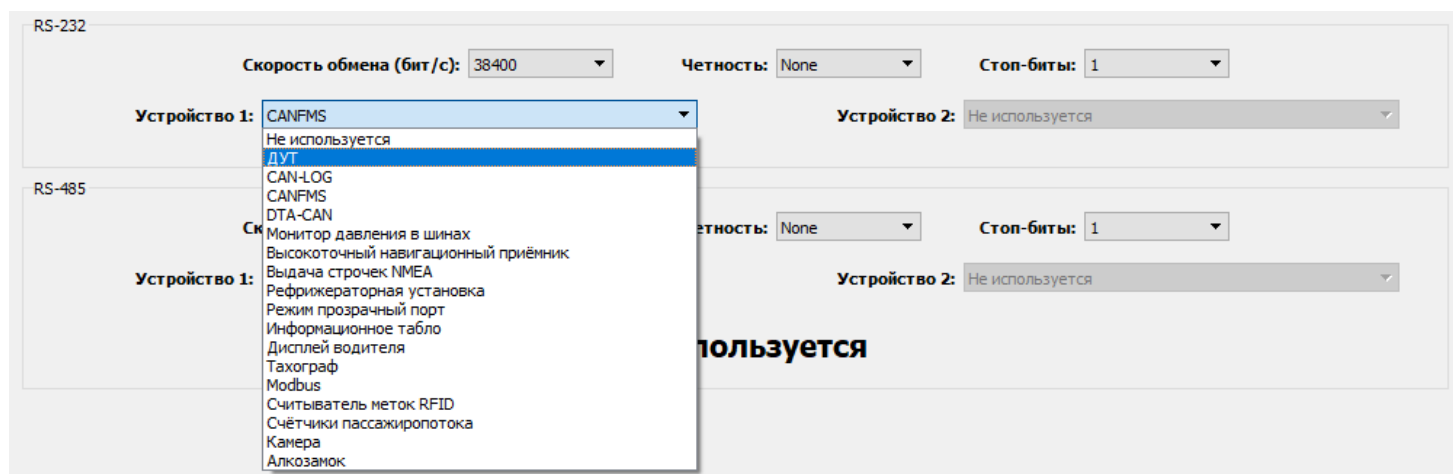 RS-232
Скорость обмена (бит/с): 38400 Четность: None Стоп-биты: 1
Устройство 1: CANFMS Устройство 2: Не используется
Не используется
ДУТ
CAN-LOG
CANFMS
DTA-CAN
Монитор давления в шинах
Высокоточный навигационный приёмник
Выдача строчек NMEA
Рефрижераторная установка
Режим прозрачный порт
Информационное табло
Дисплей водителя
Тахограф
Modbus
Считыватель меток RFID
Счётчики пассажиропотока
Камера
Алкозамок
RS-485
Ск етность: None Стоп-биты: 1
Устройство 1: Устройство 2: Не используется
пользуется